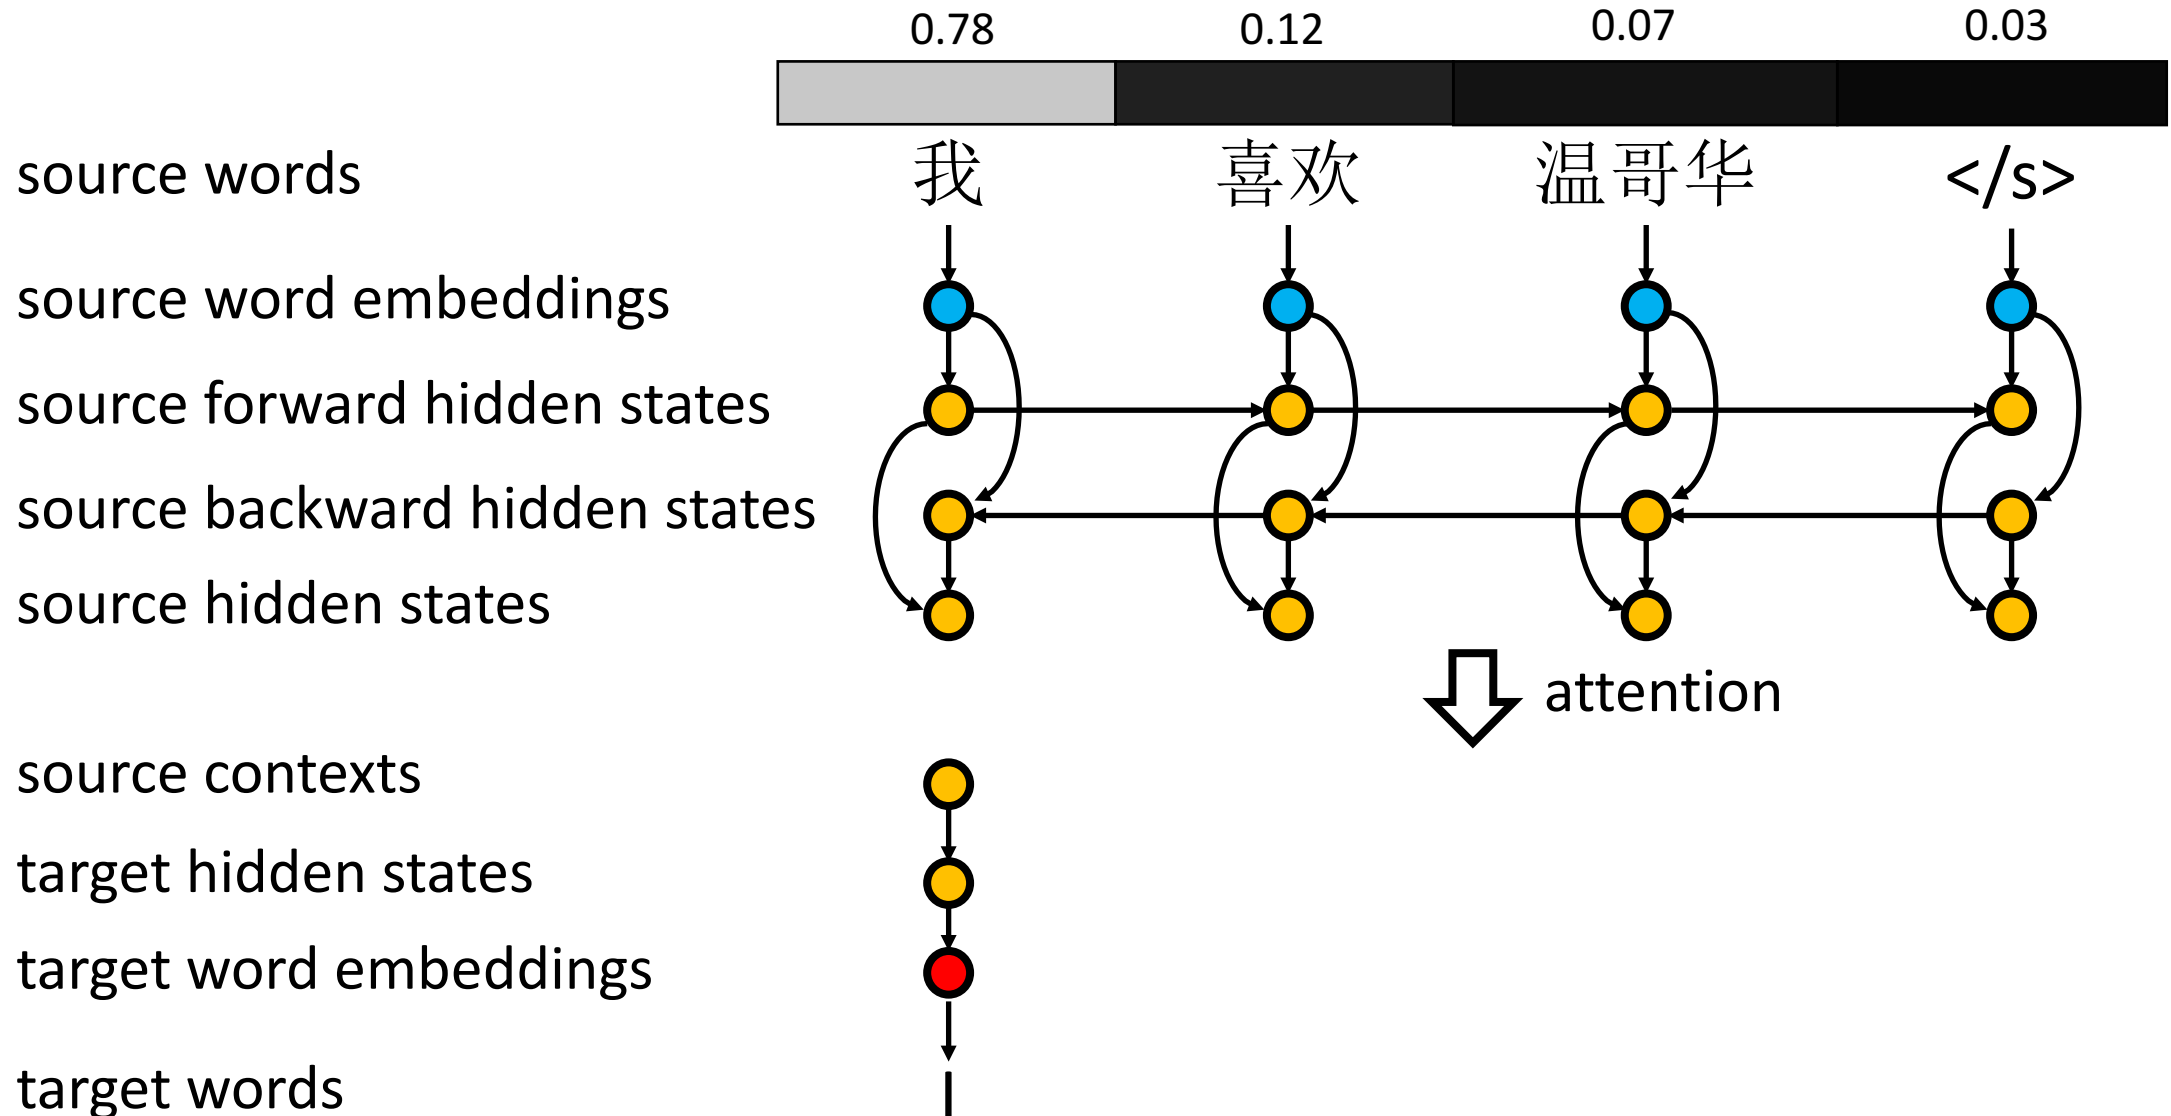 0.78 0.12 0.07 0.03
source words 我 喜欢 温哥华 </s>
source word embeddings
source forward hidden states
source backward hidden states
source hidden states
attention
source contexts
target hidden states
target word embeddings
target words I